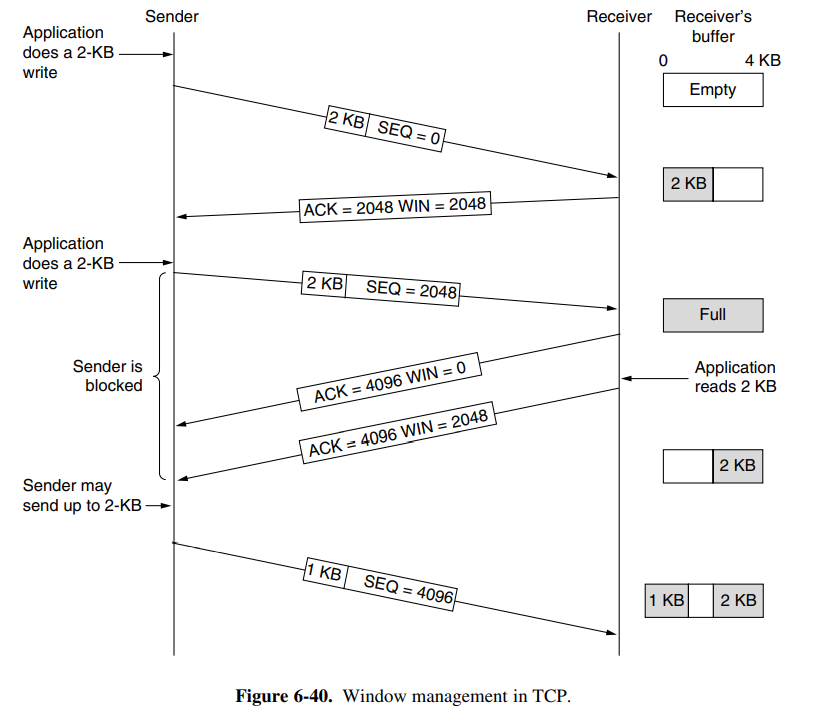 Sender
Receiver
Receiver's
buffer
Application
does a 2-KB
write
0
4 KB
Empty
2 KB SEQ = 0
2 KB
ACK = 2048 WIN = 2048
Application
does a 2-KB
write
2 KB SEQ = 2048
Full
Sender is
blocked
ACK = 4096 WIN = 0
Application
reads 2 KB
ACK = 4096 WIN = 2048
2 KB
Sender may
send up to 2-KB
1 KB SEQ = 4096
1 KB
2 KB
Figure 6-40. Window management in TCP.